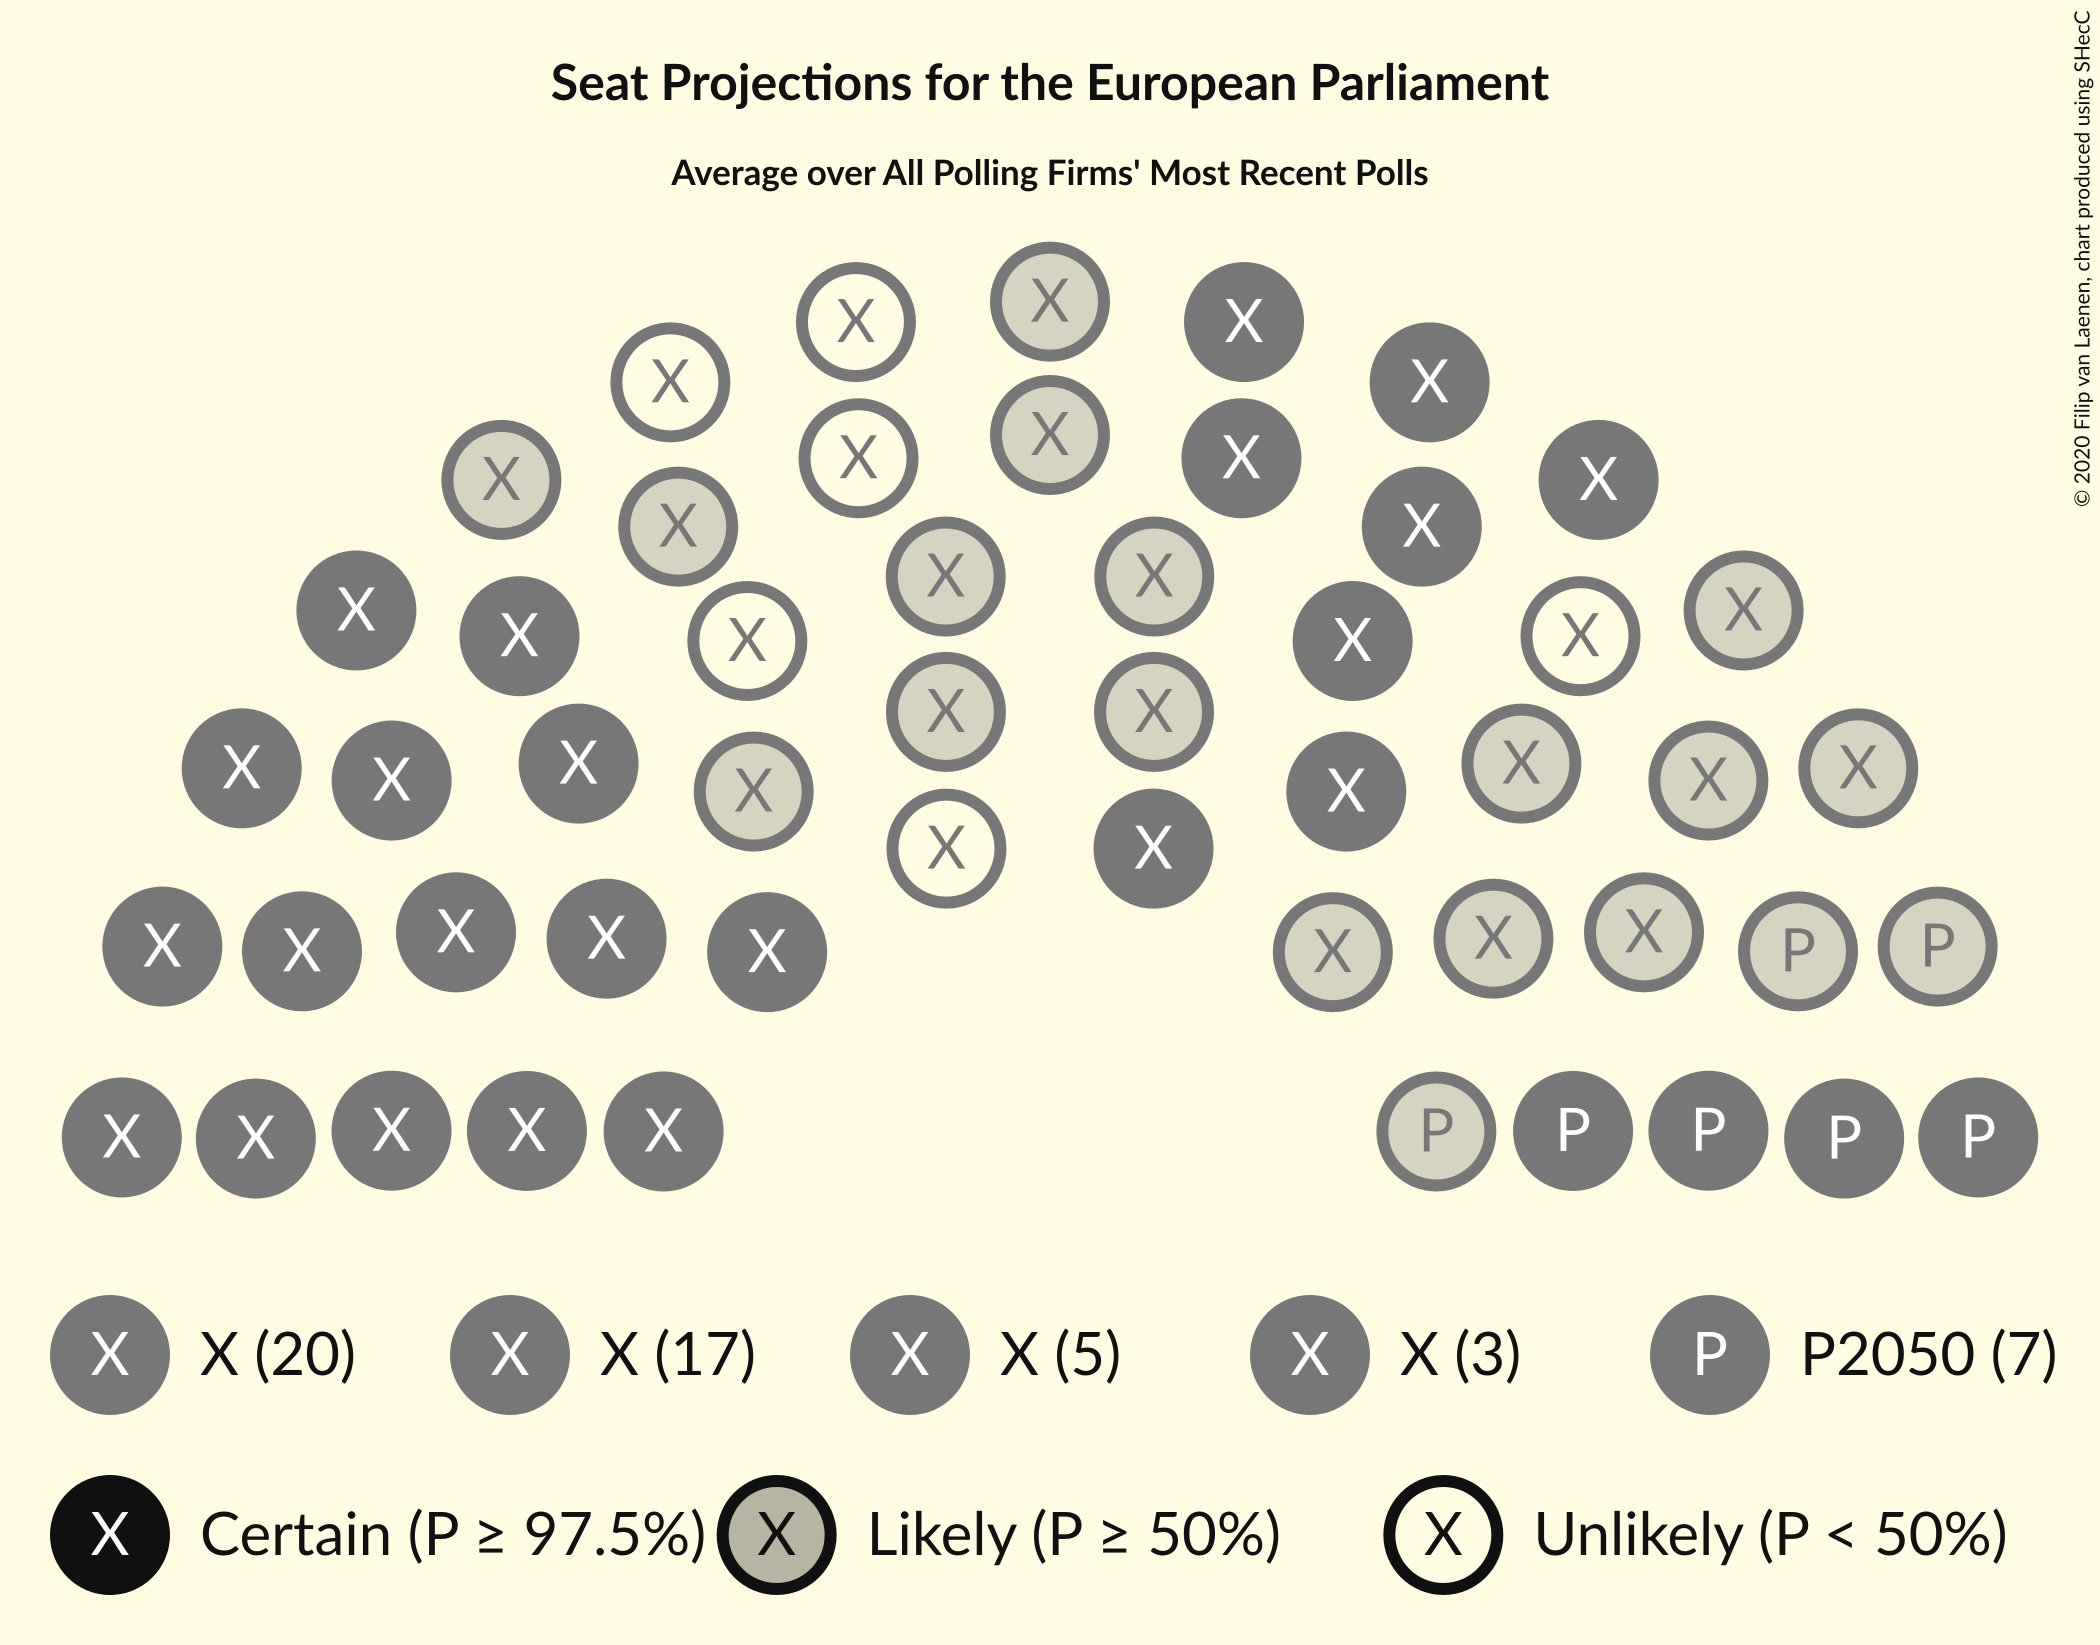 Seat Projections for the European Parliament
Average over All Polling Firms' Most Recent Polls
© 2020 Filip van Laenen, chart produced using SHecC
X
X X
X X
X
X X
X X
X X
X X
X X
X X
X X
X X
X X X X
X X X X
X X
X X X X X X X X P P
X X X X X P P P P P
X X (20) X X (17) X X (5) X X (3) P P2050 (7)
X Certain (P ≥ 97.5%) X Likely (P ≥ 50%) X Unlikely (P < 50%)